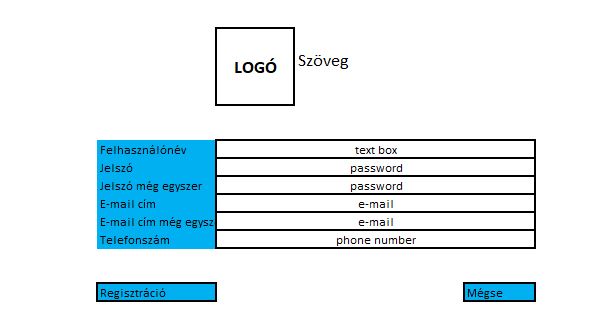 LOGÓ Szöveg
Felhasználónév text box
Jelszó password
Jelszó még egyszer password
E-mail cím e-mail
E-mail cím még egysz e-mail
Telefonszám phone number
Regisztráció Mégse